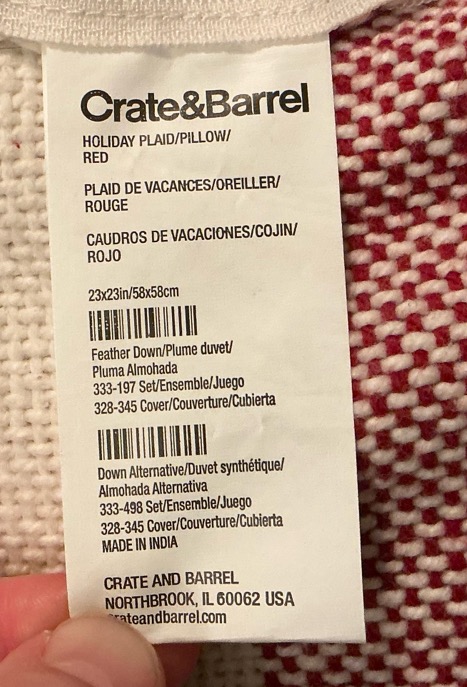 Crate&Barrel
HOLIDAY PLAID/PILLOW/
RED
PLAID DE VACANCES/OREILLER/
ROUGE
CAUDROS DE VACACIONES/COJIN/
ROJO
23x23in/58x58cm
Feather Down/Plume duvet/
Pluma Almohada
333-197 Set/Ensemble/Juego
328-345 Cover/Couverture/Cubierta
Down Alternative/Duvet synthétique/
Almohada Alternativa
333-498 Set/Ensemble/Juego
328-345 Cover/Couverture/Cubierta
MADE IN INDIA
CRATE AND BARREL
NORTHBROOK, IL 60062 USA
crateandbarrel.com